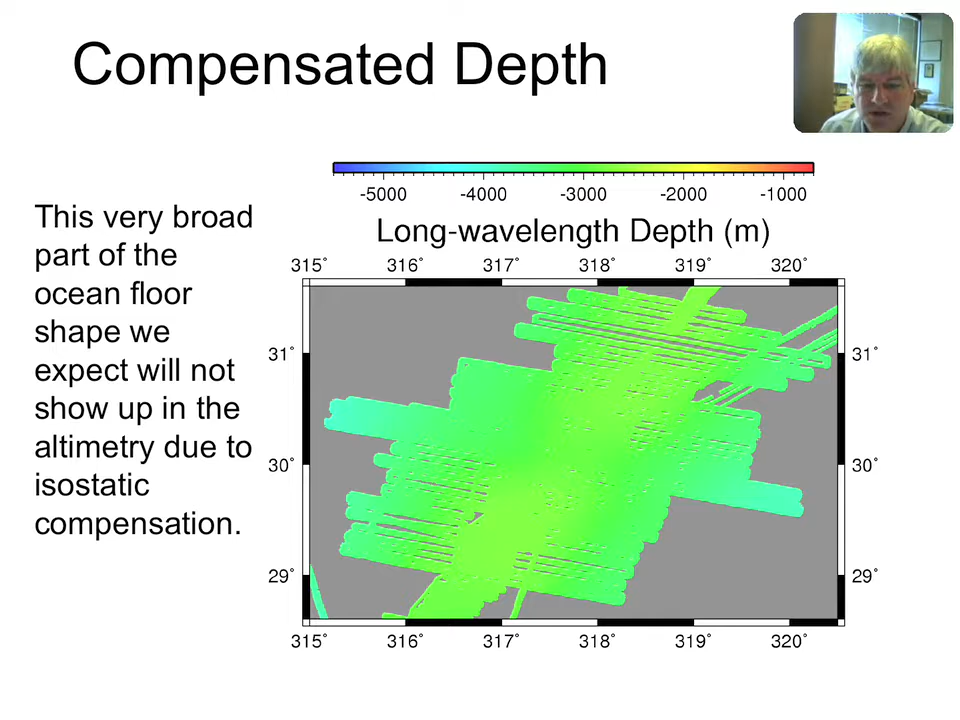 Compensated Depth
This very broad
part of the
ocean floor
shape we
expect will not
show up in the
altimetry due to
isostatic
compensation.
-5000 -4000 -3000 -2000 -1000
Long-wavelength Depth (m)
315° 316° 317° 318° 319° 320°
31° 31°
30° 30°
29° 29°
315° 316° 317° 318° 319° 320°